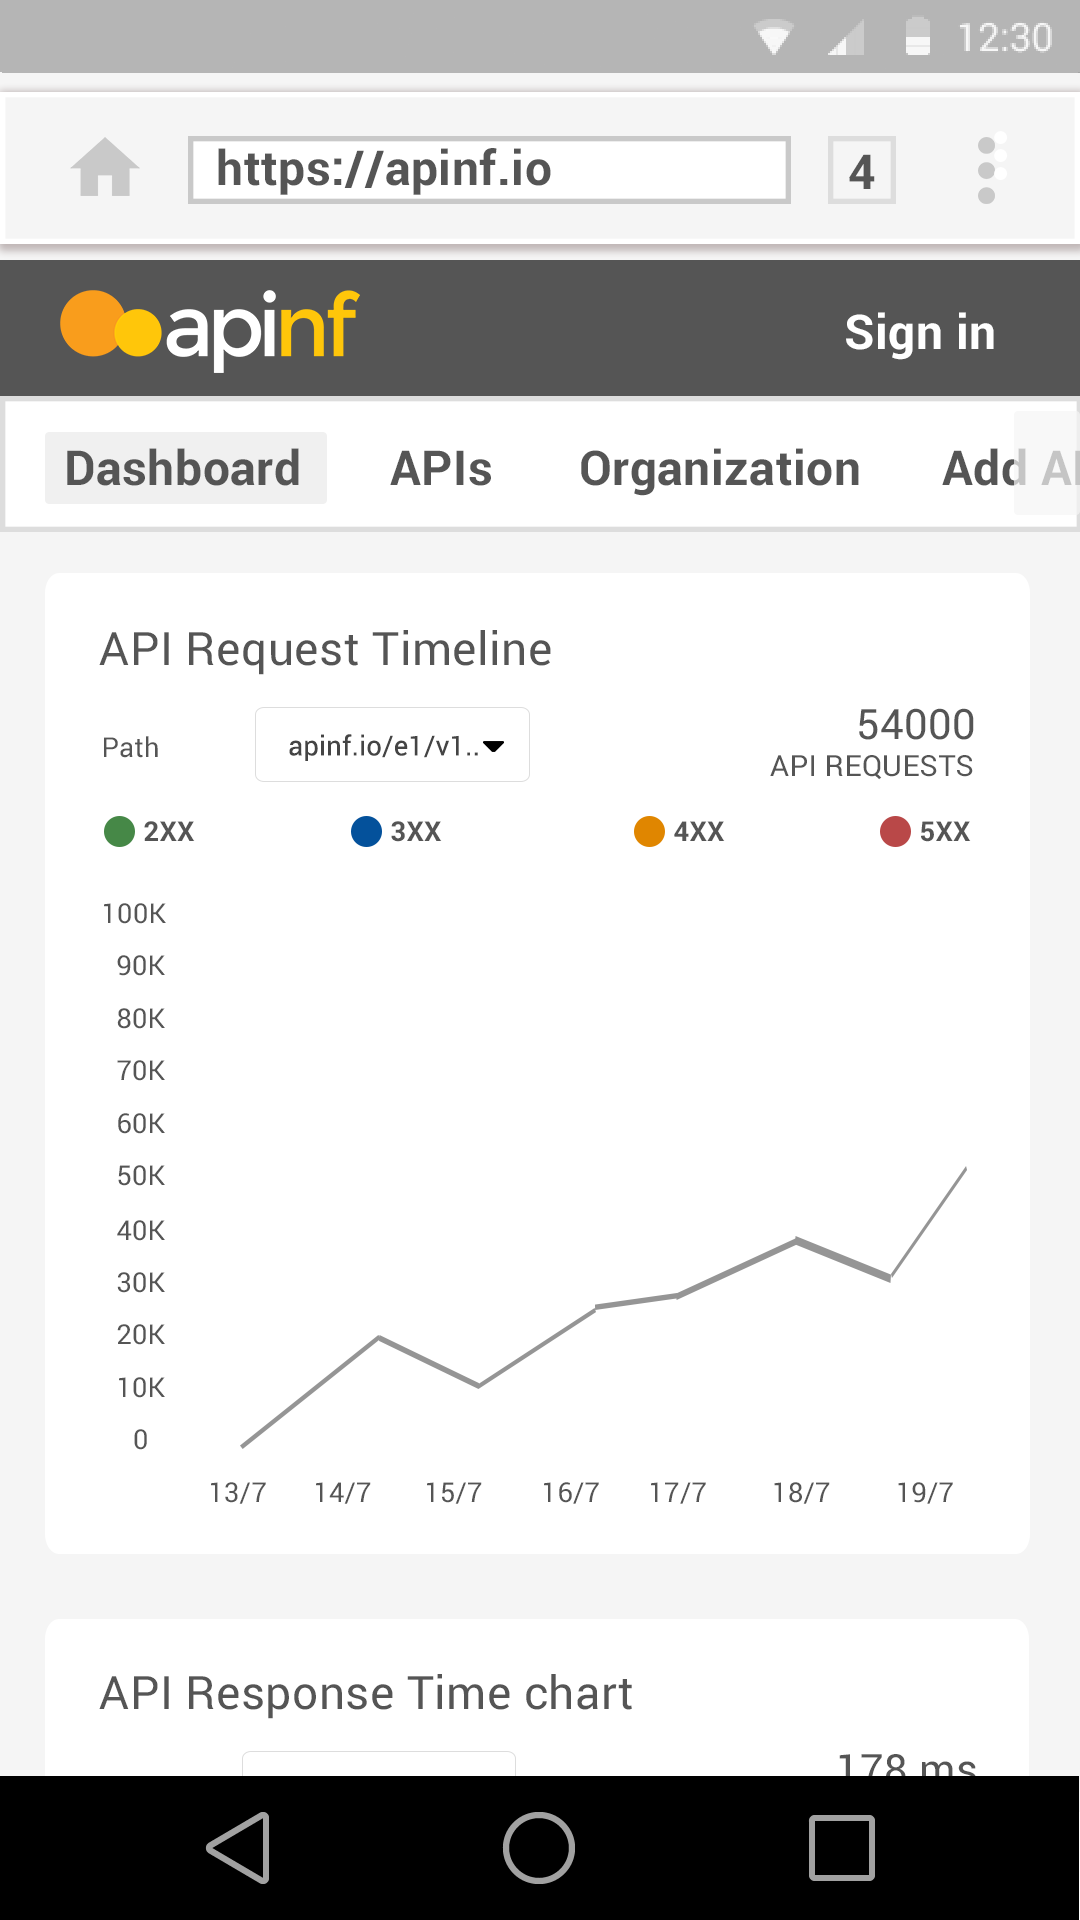 12:30
https://apinf.io
4
apinf
Sign in
Dashboard APIs Organization Add A
API Request Timeline
Path apinf.io/e1/v1.. 54000
API REQUESTS
2XX 3XX 4XX 5XX
100K
90K
80K
70K
60K
50K
40K
30K
20K
10K
0
13/7 14/7 15/7 16/7 17/7 18/7 19/7
API Response Time chart
178 ms